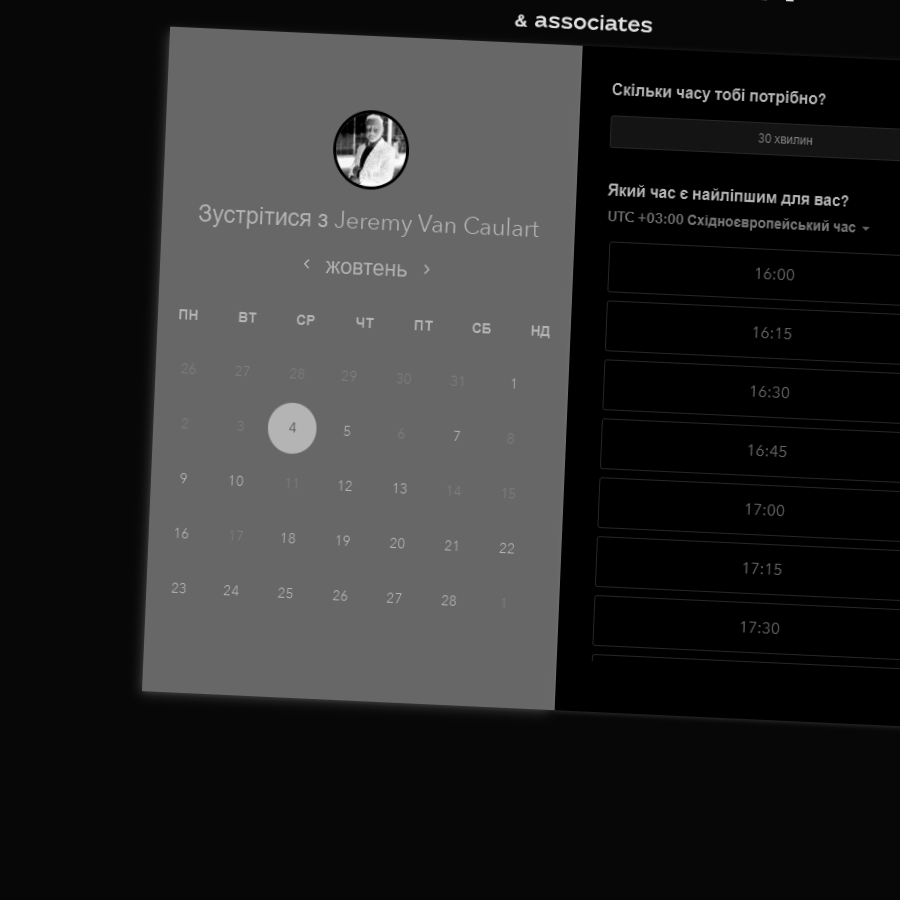 & associates
Зустрітися з Jeremy Van Caulart
жовтень
ПН ВТ СР ЧТ ПТ СБ НД
26 27 28 29 30 31 1
2 3 4 5 6 7 8
9 10 11 12 13 14 15
16 17 18 19 20 21 22
23 24 25 26 27 28 1
Скільки часу тобі потрібно?
30 хвилин
Який час є найліпшим для вас?
UTC +03:00 Східноєвропейський час
16:00
16:15
16:30
16:45
17:00
17:15
17:30